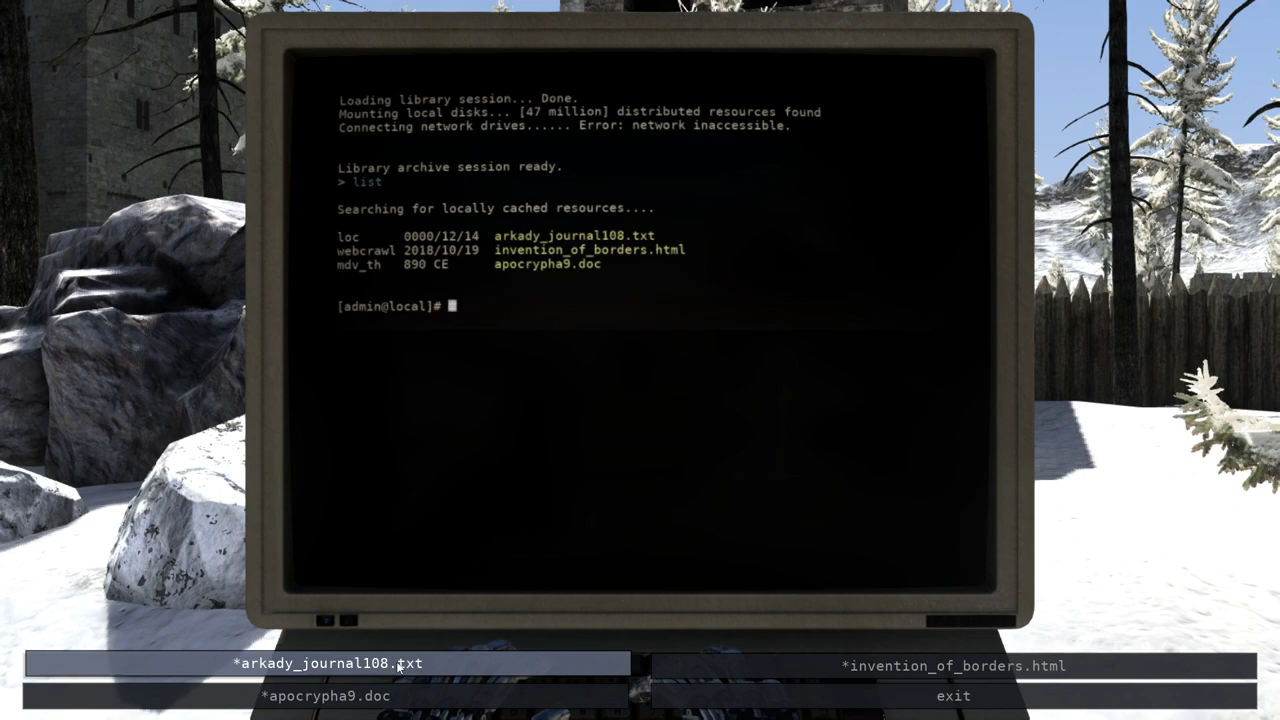 Loading library session... Done.
Mounting local disks... [47 million] distributed resources found
Connecting network drives...... Error: network inaccessible.
Library archive session ready.
> list
Searching for locally cached resources....
loc 0000/12/14 arkady_journal108.txt
webcrawl 2018/10/19 invention_of_borders.html
mdv_th 890 CE apocrypha9.doc
[admin@local]#
*arkady_journal108.txt
*invention_of_borders.html
*apocrypha9.doc
exit